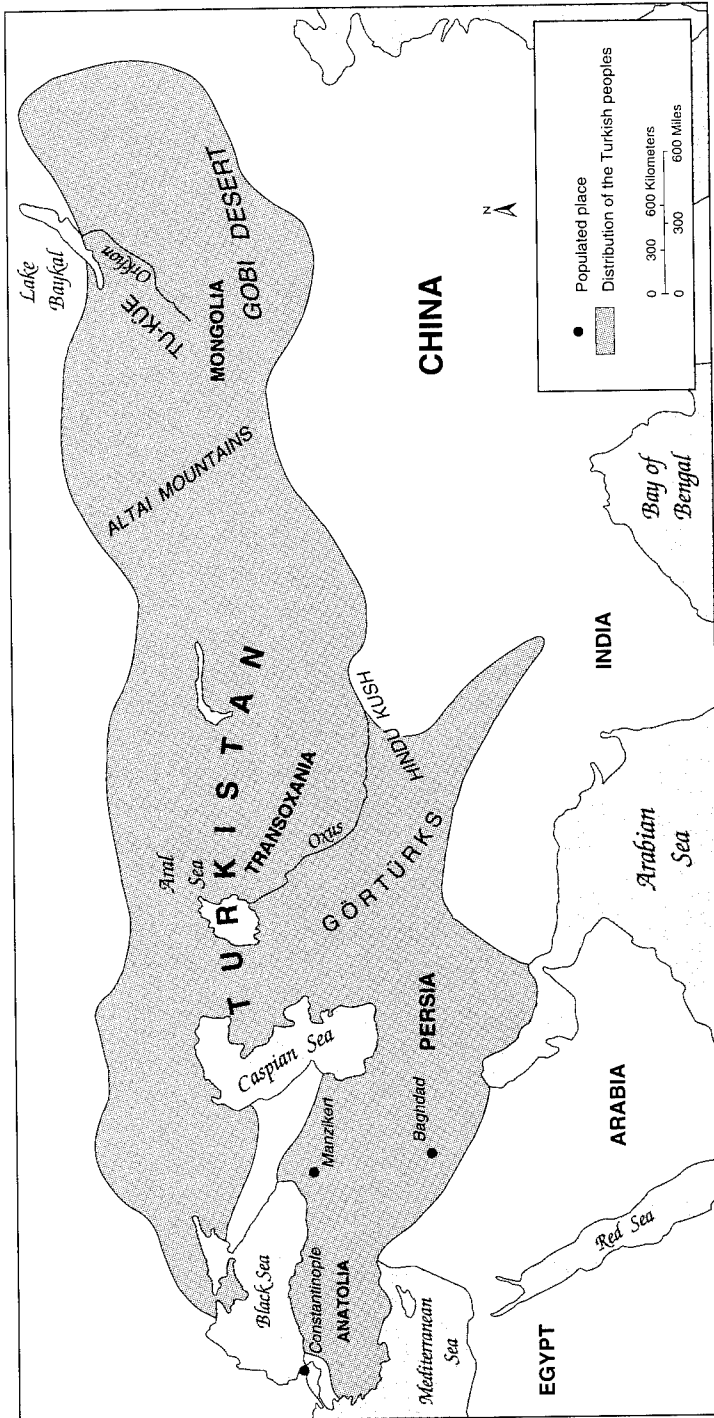 Lake
Baykal
Orkhon
TU-KÜE
MONGOLIA
GOBI DESERT
ALTAI MOUNTAINS
TURKISTAN
Aral
Sea
TRANSOXANIA
Oxus
HINDU KUSH
GÖRTÜRKS
Caspian Sea
PERSIA
Manzikert
Baghdad
Black Sea
Constantinople
ANATOLIA
Mediterranean
Sea
EGYPT
Red Sea
ARABIA
Arabian
Sea
INDIA
Bay of
Bengal
CHINA
N
Populated place
Distribution of the Turkish peoples
0 300 600 Kilometers
0 300 600 Miles